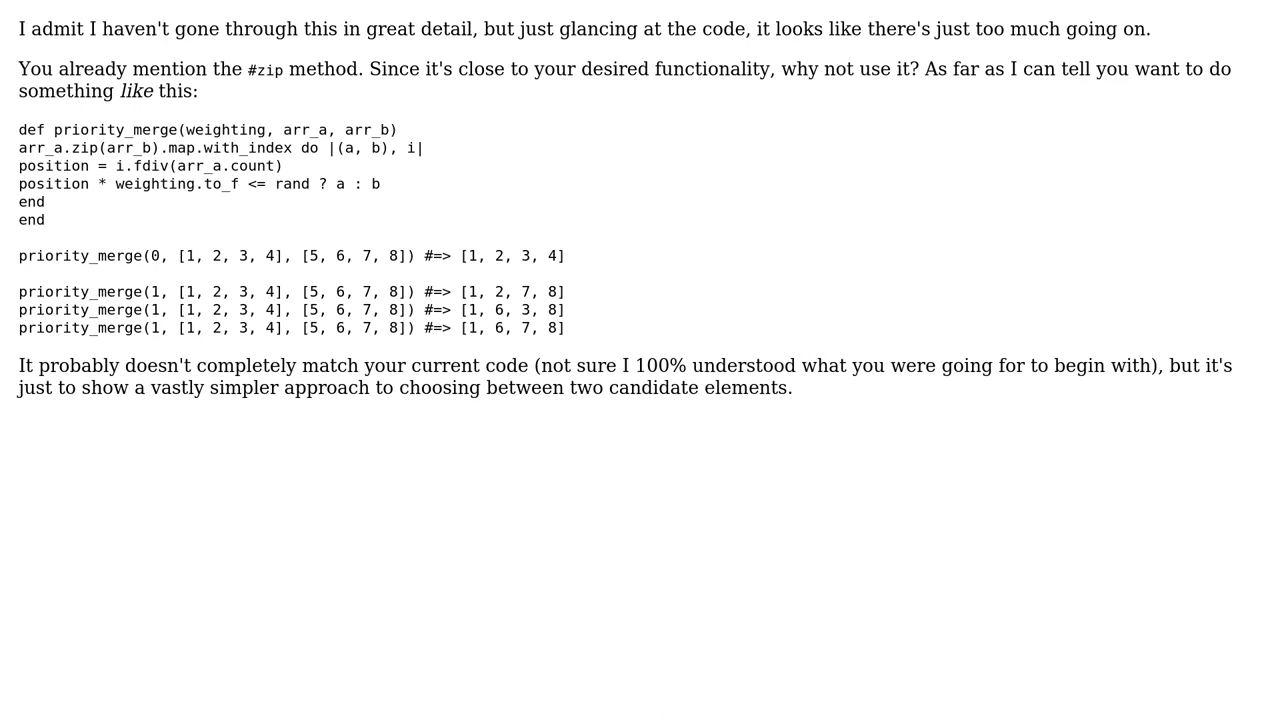 I admit I haven't gone through this in great detail, but just glancing at the code, it looks like there's just too much going on.
You already mention the #zip method. Since it's close to your desired functionality, why not use it? As far as I can tell you want to do
something like this:
def priority_merge(weighting, arr_a, arr_b)
arr_a.zip(arr_b).map.with_index do |(a, b), i|
position = i.fdiv(arr_a.count)
position * weighting.to_f <= rand ? a : b
end
end
priority_merge(0, [1, 2, 3, 4], [5, 6, 7, 8]) #=> [1, 2, 3, 4]
priority_merge(1, [1, 2, 3, 4], [5, 6, 7, 8]) #=> [1, 2, 7, 8]
priority_merge(1, [1, 2, 3, 4], [5, 6, 7, 8]) #=> [1, 6, 3, 8]
priority_merge(1, [1, 2, 3, 4], [5, 6, 7, 8]) #=> [1, 6, 7, 8]
It probably doesn't completely match your current code (not sure I 100% understood what you were going for to begin with), but it's
just to show a vastly simpler approach to choosing between two candidate elements.